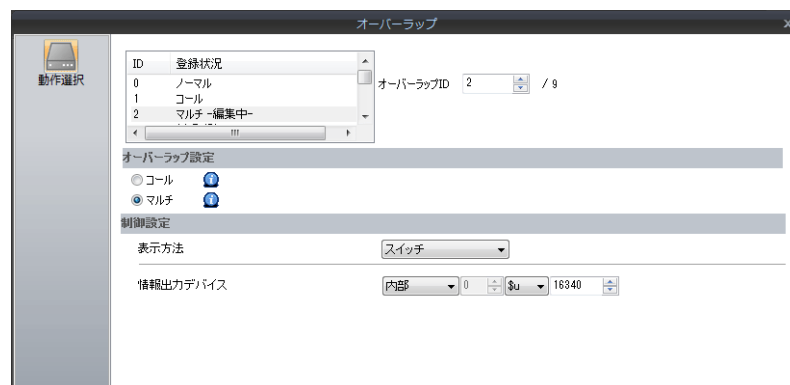 オーバーラップ
動作選択
ID 登録状況
0 ノーマル
1 コール
2 マルチ -編集中-
オーバーラップID 2 / 9
オーバーラップ設定
コール
マルチ
制御設定
表示方法 スイッチ
情報出力デバイス 内部 0 $u 16340